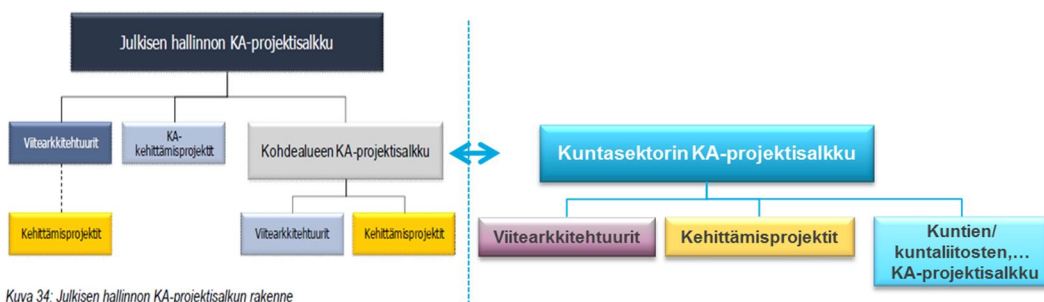 Julkisen hallinnon KA-projektisalkku
Viitearkkitehtuurit
KA-
kehittämisprojektit
Kohdealueen KA-projektisalkku
Kehittämisprojektit
Viitearkkitehtuurit
Kehittämisprojektit
Kuva 34: Julkisen hallinnon KA-projektisalkun rakenne
Kuntasektorin KA-projektisalkku
Viitearkkitehtuurit
Kehittämisprojektit
Kuntien/
kuntaliitosten,...
KA-projektisalkku